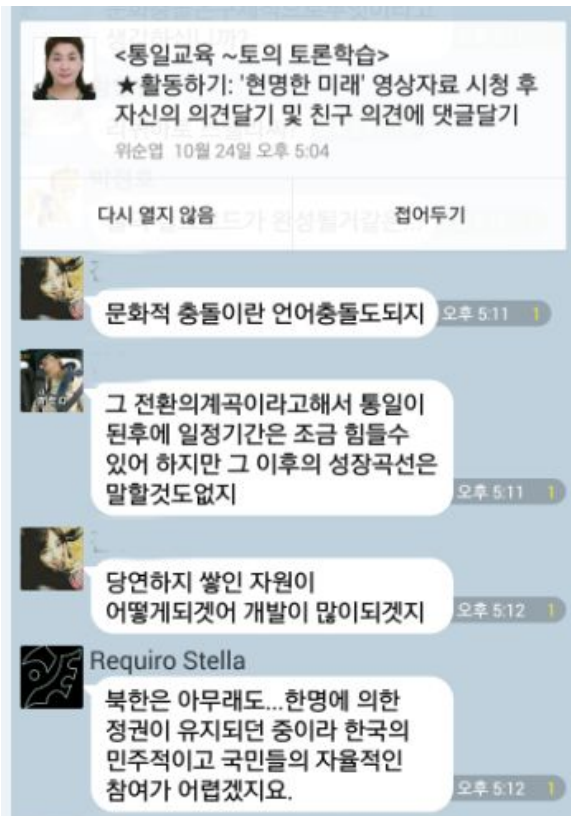 생각하십니까?
<통일교육 ~토의 토론학습>
★활동하기: '현명한 미래' 영상자료 시청 후
자신의 의견달기 및 친구 의견에 댓글달기
위순엽 10월 24일 오후 5:04
다시 열지 않음 접어두기
문화적 충돌이란 언어충돌도되지 오후 5:11 1
그 전환의계곡이라고해서 통일이
된후에 일정기간은 조금 힘들수
있어 하지만 그 이후의 성장곡선은
말할것도없지 오후 5:11 1
당연하지 쌓인 자원이
어떻게되겟어 개발이 많이되겟지 오후 5:12 1
Requiro Stella
북한은 아무래도...한명에 의한
정권이 유지되던 중이라 한국의
민주적이고 국민들의 자율적인
참여가 어렵겠지요. 오후 5:12 1